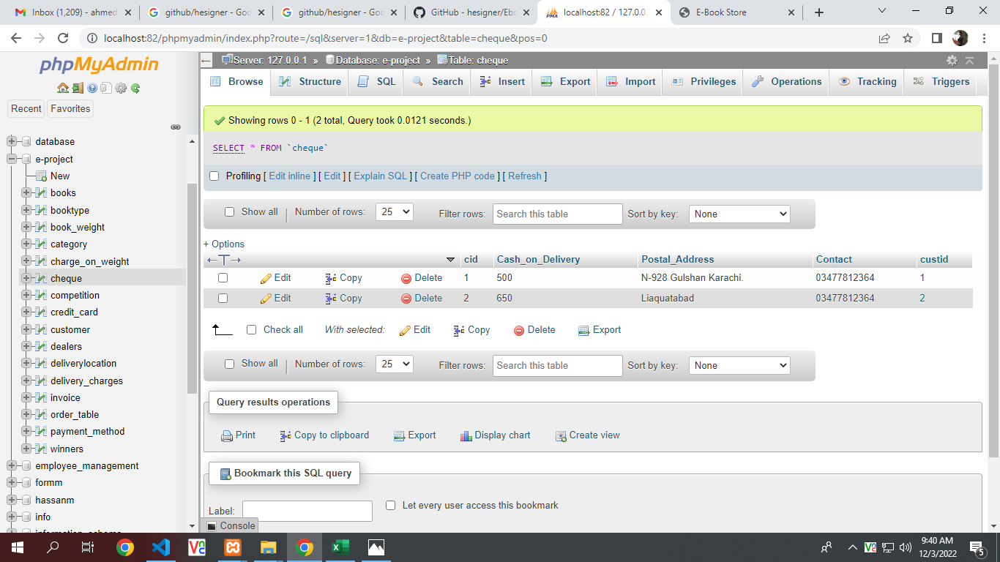 Inbox (1,209) - ahmed
github/hesigner - Goo
github/hesigner - Goo
GitHub - hesigner/Ebo
localhost:82 / 127.0.0.
E-Book Store
localhost:82/phpmyadmin/index.php?route=/sql&server=1&db=e-project&table=cheque&pos=0
phpMyAdmin
Recent
Favorites
database
e-project
New
books
booktype
book_weight
category
charge_on_weight
cheque
competition
credit_card
customer
dealers
deliverylocation
delivery_charges
invoice
order_table
payment_method
winners
employee_management
formm
hassanm
info
information_schema
Server: 127.0.0.1 » Database: e-project » Table: cheque
Browse Structure SQL Search Insert Export Import Privileges Operations Tracking Triggers
Showing rows 0 - 1 (2 total, Query took 0.0121 seconds.)
SELECT * FROM `cheque`
Profiling [ Edit inline ] [ Edit ] [ Explain SQL ] [ Create PHP code ] [ Refresh ]
Show all | Number of rows: 25 Filter rows: Search this table Sort by key: None
+ Options
←T→ cid Cash_on_Delivery Postal_Address Contact custid
Edit Copy Delete 1 500 N-928 Gulshan Karachi. 03477812364 1
Edit Copy Delete 2 650 Liaquatabad 03477812364 2
Check all With selected: Edit Copy Delete Export
Show all | Number of rows: 25 Filter rows: Search this table Sort by key: None
Query results operations
Print Copy to clipboard Export Display chart Create view
Bookmark this SQL query
Label: Let every user access this bookmark
Console
9:40 AM
12/3/2022
5